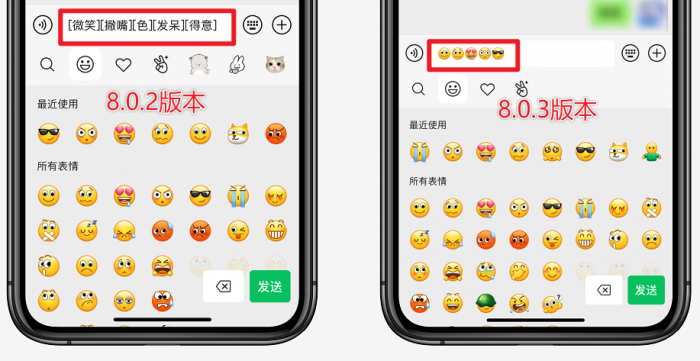 [微笑][撇嘴][色][发呆][得意]
最近使用
8.0.2版本
所有表情
发送
8.0.3版本
最近使用
所有表情
发送